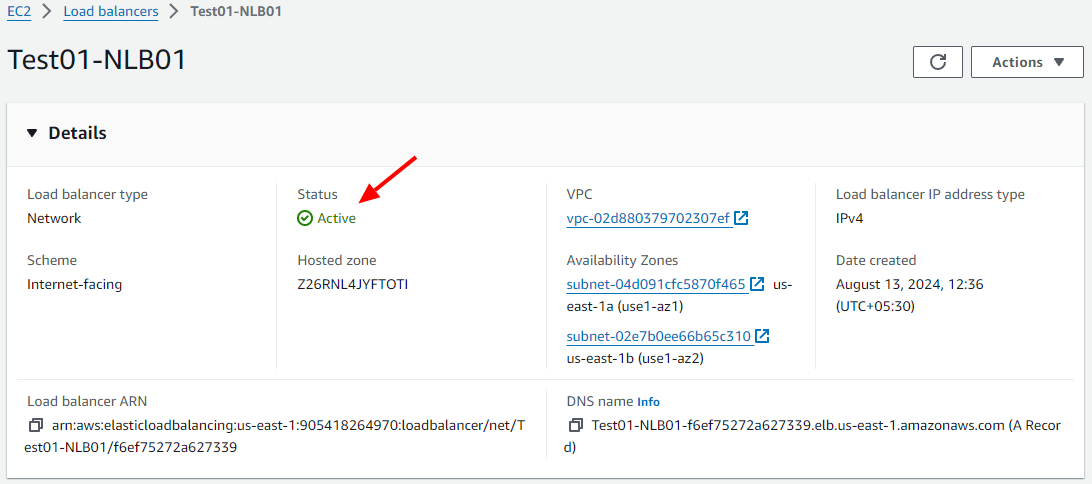 EC2 > Load balancers > Test01-NLB01
Test01-NLB01
Actions
Details
Load balancer type
Network
Status
Active
VPC
vpc-02d880379702307ef
Load balancer IP address type
IPv4
Scheme
Internet-facing
Hosted zone
Z26RNL4JYFTOTI
Availability Zones
subnet-04d091cfc5870f465 us-
east-1a (use1-az1)
subnet-02e7b0ee66b65c310
us-east-1b (use1-az2)
Date created
August 13, 2024, 12:36
(UTC+05:30)
Load balancer ARN
arn:aws:elasticloadbalancing:us-east-1:905418264970:loadbalancer/net/T
est01-NLB01/f6ef75272a627339
DNS name Info
Test01-NLB01-f6ef75272a627339.elb.us-east-1.amazonaws.com (A Recor
d)